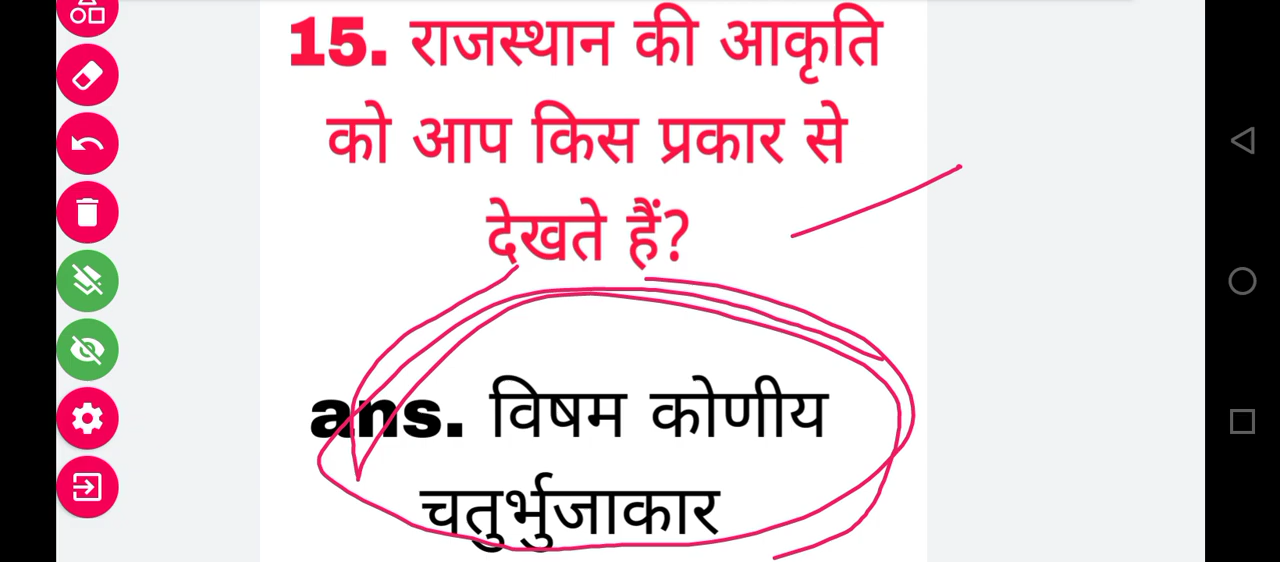 15. राजस्थान की आकृति
को आप किस प्रकार से
देखते हैं?
ans. विषम कोणीय
चतुर्भुजाकार